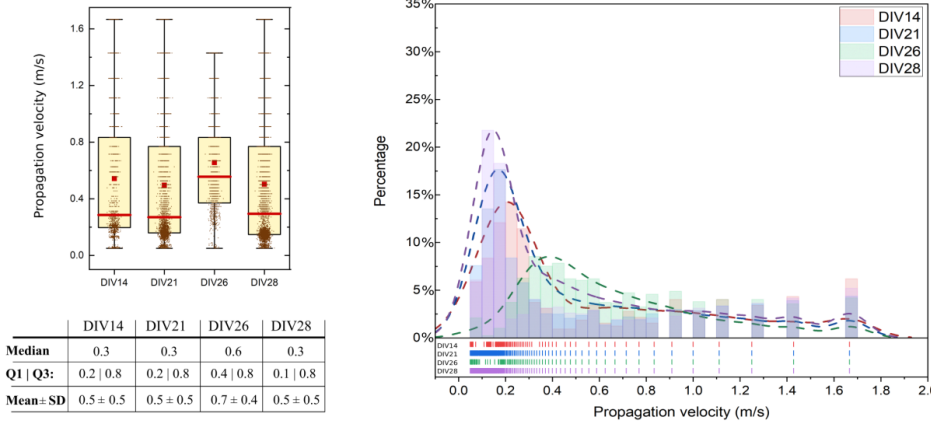 Propagation velocity (m/s)
1.6
1.2
0.8
0.4
0.0
DIV14 DIV21 DIV26 DIV28
DIV14 DIV21 DIV26 DIV28
Median 0.3 0.3 0.6 0.3
Q1 | Q3: 0.2 | 0.8 0.2 | 0.8 0.4 | 0.8 0.1 | 0.8
Mean± SD 0.5 ± 0.5 0.5 ± 0.5 0.7 ± 0.4 0.5 ± 0.5
Percentage
35%
30%
25%
20%
15%
10%
5%
0%
DIV14
DIV21
DIV26
DIV28
DIV14
DIV21
DIV26
DIV28
0.0 0.2 0.4 0.6 0.8 1.0 1.2 1.4 1.6 1.8 2.0
Propagation velocity (m/s)